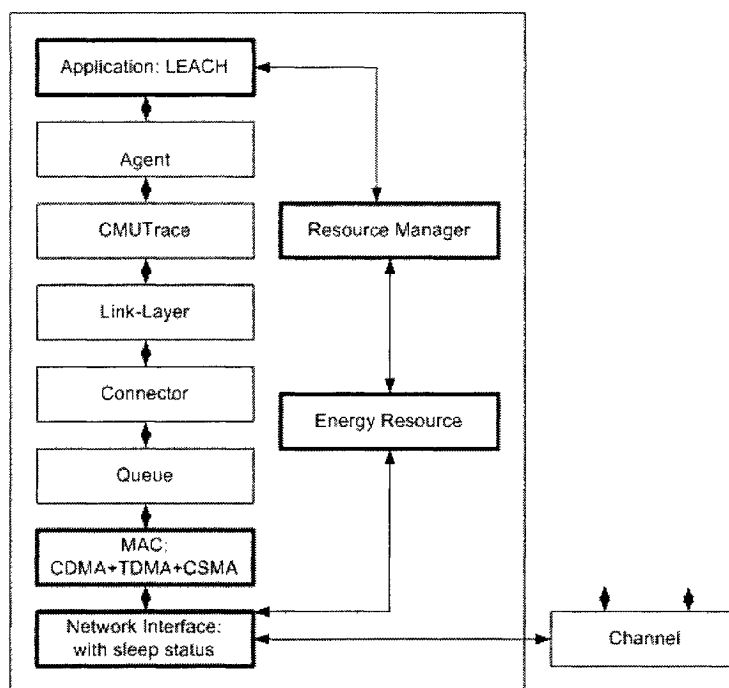 Application: LEACH
Agent
CMUTrace
Resource Manager
Link-Layer
Connector
Energy Resource
Queue
MAC:
CDMA+TDMA+CSMA
Network Interface:
with sleep status
Channel